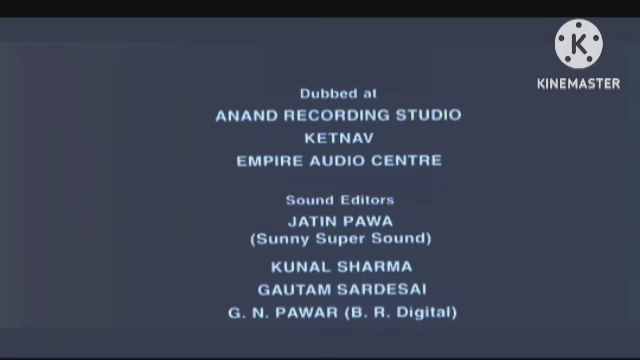 KINEMASTER
Dubbed at
ANAND RECORDING STUDIO
KETNAV
EMPIRE AUDIO CENTRE
Sound Editors
JATIN PAWA
(Sunny Super Sound)
KUNAL SHARMA
GAUTAM SARDESAI
G. N. PAWAR (B. R. Digital)